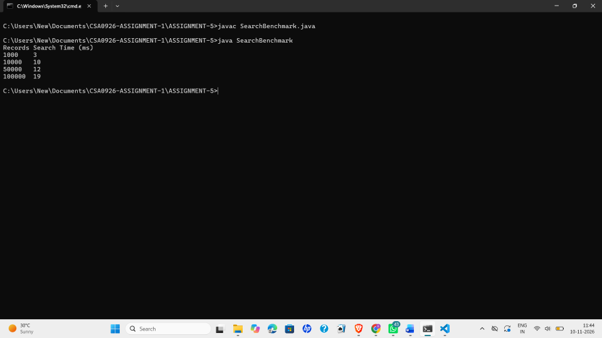 C:\Windows\System32\cmd.e
C:\Users\New\Documents\CSA0926-ASSIGNMENT-1\ASSIGNMENT-5>javac SearchBenchmark.java
C:\Users\New\Documents\CSA0926-ASSIGNMENT-1\ASSIGNMENT-5>java SearchBenchmark
Records Search Time (ms)
1000 3
10000 10
50000 12
100000 19
C:\Users\New\Documents\CSA0926-ASSIGNMENT-1\ASSIGNMENT-5>
35°C
Sunny
Search
ENG
IN
11:44
10-11-2026